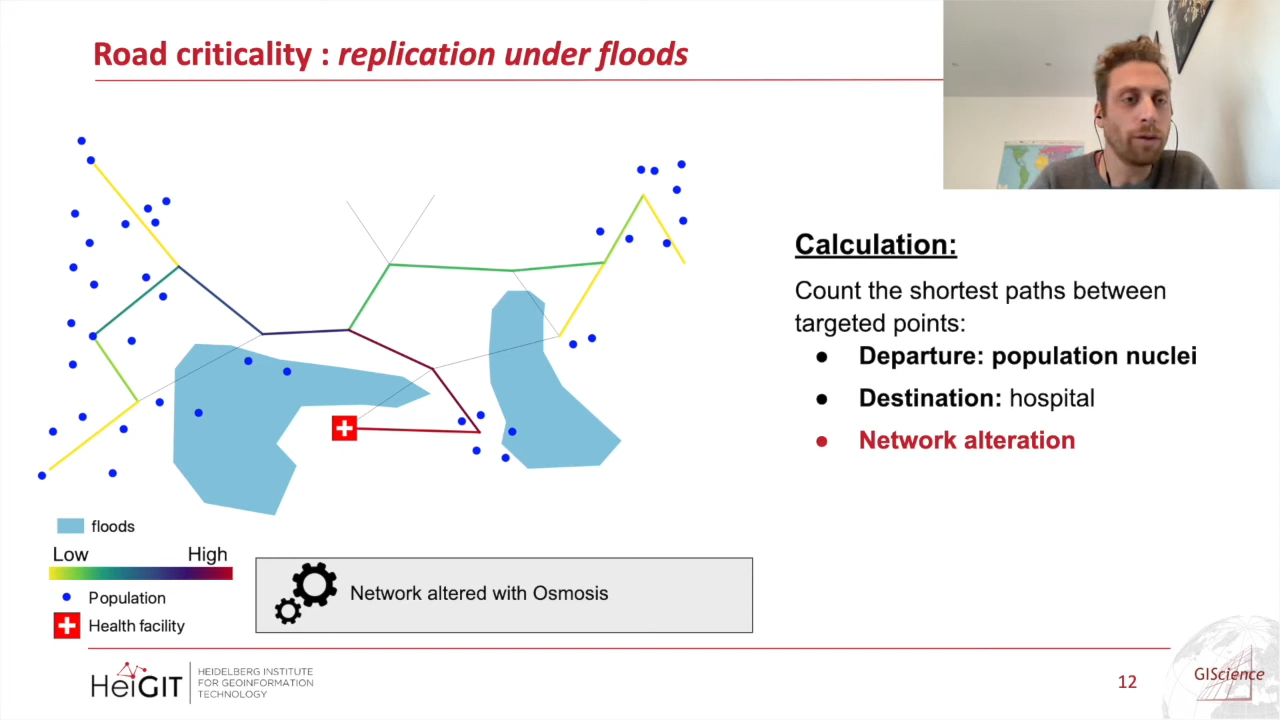 Road criticality : replication under floods
Calculation:
Count the shortest paths between
targeted points:
● Departure: population nuclei
● Destination: hospital
● Network alteration
floods
Low High
Population
Health facility
Network altered with Osmosis
HeiGIT
HEIDELBERG INSTITUTE
FOR GEOINFORMATION
TECHNOLOGY
12
GIScience